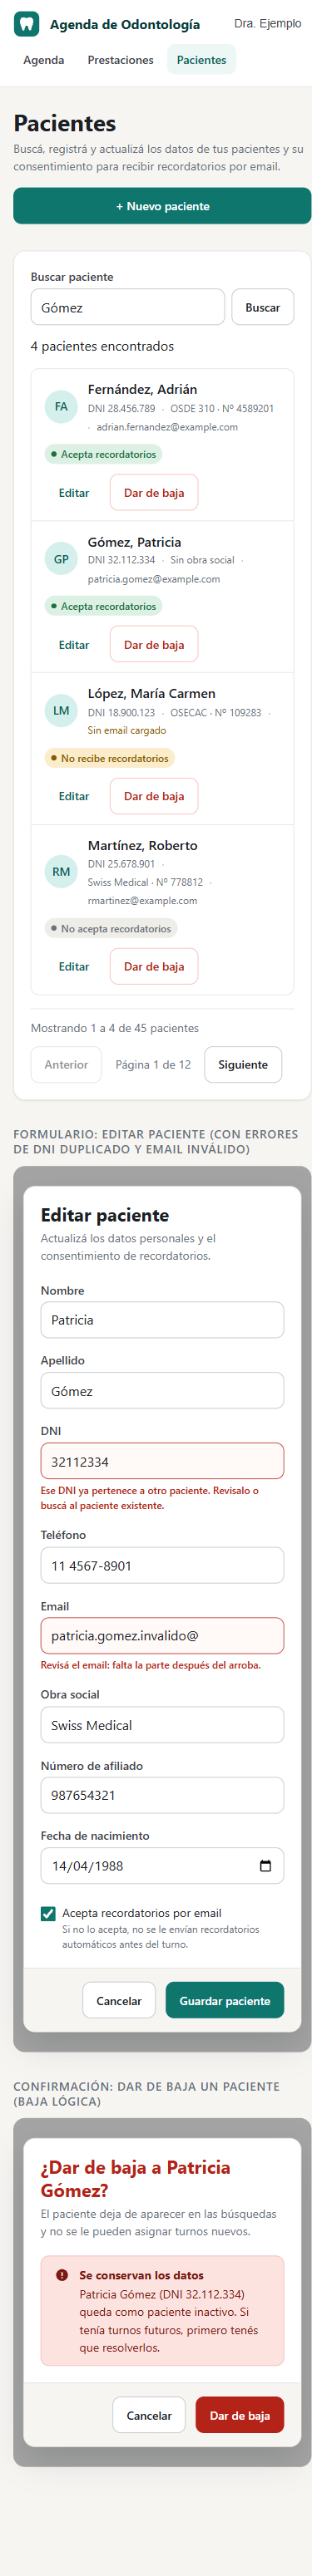 Agenda de Odontología
Dra. Ejemplo
Agenda
Prestaciones
Pacientes
Pacientes
Buscá, registrá y actualizá los datos de tus pacientes y su
consentimiento para recibir recordatorios por email.
+ Nuevo paciente
Buscar paciente
Gómez
Buscar
4 pacientes encontrados
FA
Fernández, Adrián
DNI 28.456.789 · OSDE 310 · Nº 4589201
· adrian.fernandez@example.com
Acepta recordatorios
Editar
Dar de baja
GP
Gómez, Patricia
DNI 32.112.334 · Sin obra social ·
patricia.gomez@example.com
Acepta recordatorios
Editar
Dar de baja
LM
López, María Carmen
DNI 18.900.123 · OSECAC · Nº 109283 ·
Sin email cargado
No recibe recordatorios
Editar
Dar de baja
RM
Martínez, Roberto
DNI 25.678.901 ·
Swiss Medical · Nº 778812 ·
rmartinez@example.com
No acepta recordatorios
Editar
Dar de baja
Mostrando 1 a 4 de 45 pacientes
Anterior
Página 1 de 12
Siguiente
FORMULARIO: EDITAR PACIENTE (CON ERRORES
DE DNI DUPLICADO Y EMAIL INVÁLIDO)
Editar paciente
Actualizá los datos personales y el
consentimiento de recordatorios.
Nombre
Patricia
Apellido
Gómez
DNI
32112334
Ese DNI ya pertenece a otro paciente. Revisalo o
buscá al paciente existente.
Teléfono
11 4567-8901
Email
patricia.gomez.invalido@
Revisá el email: falta la parte después del arroba.
Obra social
Swiss Medical
Número de afiliado
987654321
Fecha de nacimiento
14/04/1988
Acepta recordatorios por email
Si no lo acepta, no se le envían recordatorios
automáticos antes del turno.
Cancelar
Guardar paciente
CONFIRMACIÓN: DAR DE BAJA UN PACIENTE
(BAJA LÓGICA)
¿Dar de baja a Patricia
Gómez?
El paciente deja de aparecer en las búsquedas
y no se le pueden asignar turnos nuevos.
Se conservan los datos
Patricia Gómez (DNI 32.112.334)
queda como paciente inactivo. Si
tenía turnos futuros, primero tenés
que resolverlos.
Cancelar
Dar de baja